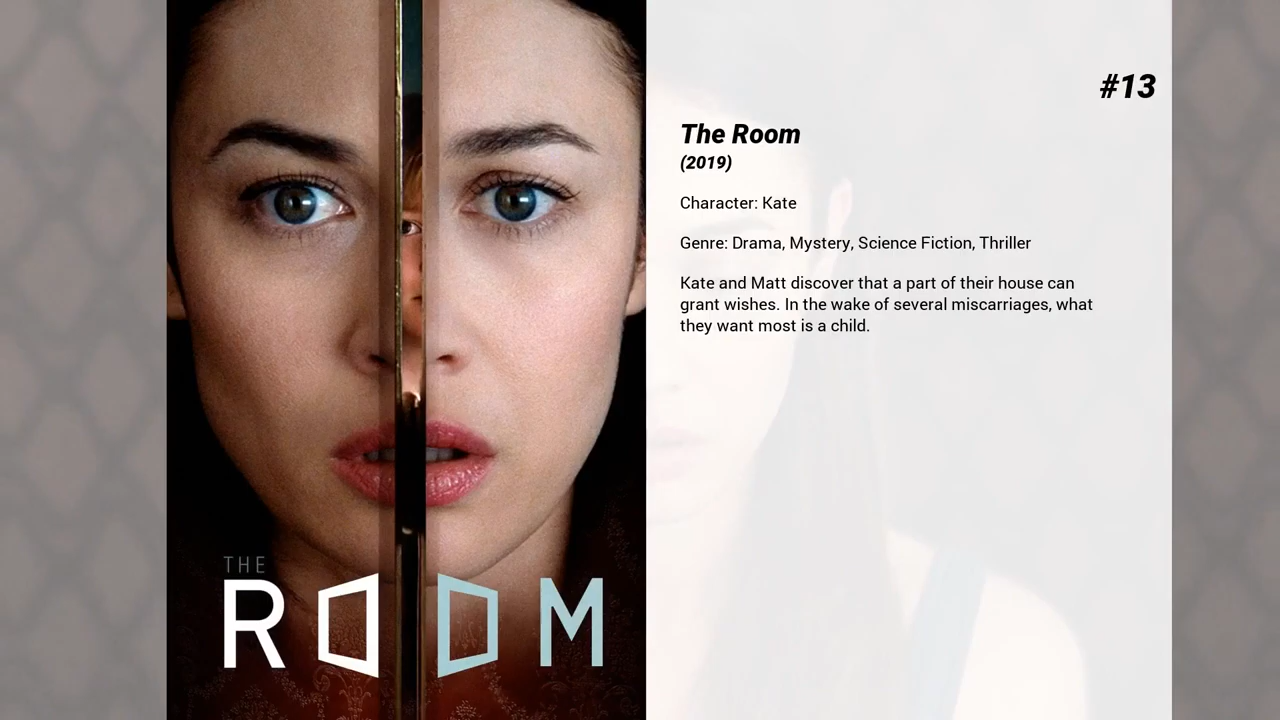 THE
ROOM
#13
The Room
(2019)
Character: Kate
Genre: Drama, Mystery, Science Fiction, Thriller
Kate and Matt discover that a part of their house can
grant wishes. In the wake of several miscarriages, what
they want most is a child.